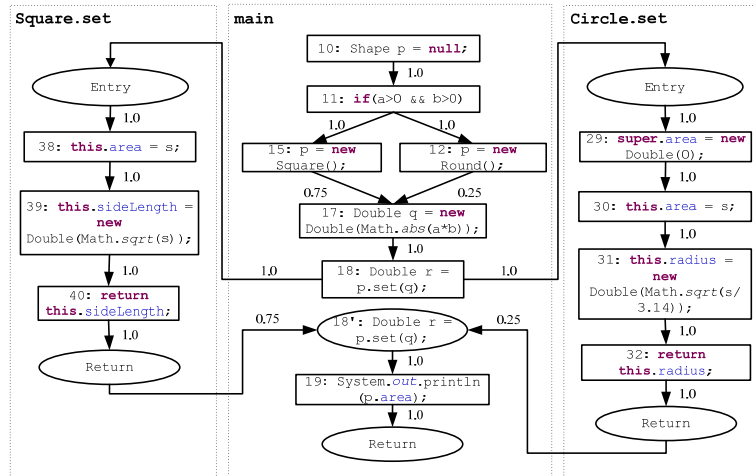 Square.set
main
Circle.set
10: Shape p = null;
1.0
11: if(a>0 && b>0)
1.0
1.0
15: p = new
Square();
12: p = new
Round();
0.75
0.25
17: Double q = new
Double(Math.abs(a*b));
1.0
18: Double r =
p.set(q);
1.0
1.0
Entry
1.0
38: this.area = s;
1.0
39: this.sideLength =
new
Double(Math.sqrt(s));
1.0
40: return
this.sideLength;
1.0
Return
0.75
Entry
1.0
29: super.area = new
Double(0);
1.0
30: this.area = s;
1.0
31: this.radius =
new
Double(Math.sqrt(s/
3.14));
1.0
32: return
this.radius;
1.0
Return
0.25
18': Double r =
p.set(q);
1.0
19: System.out.println
(p.area);
1.0
Return